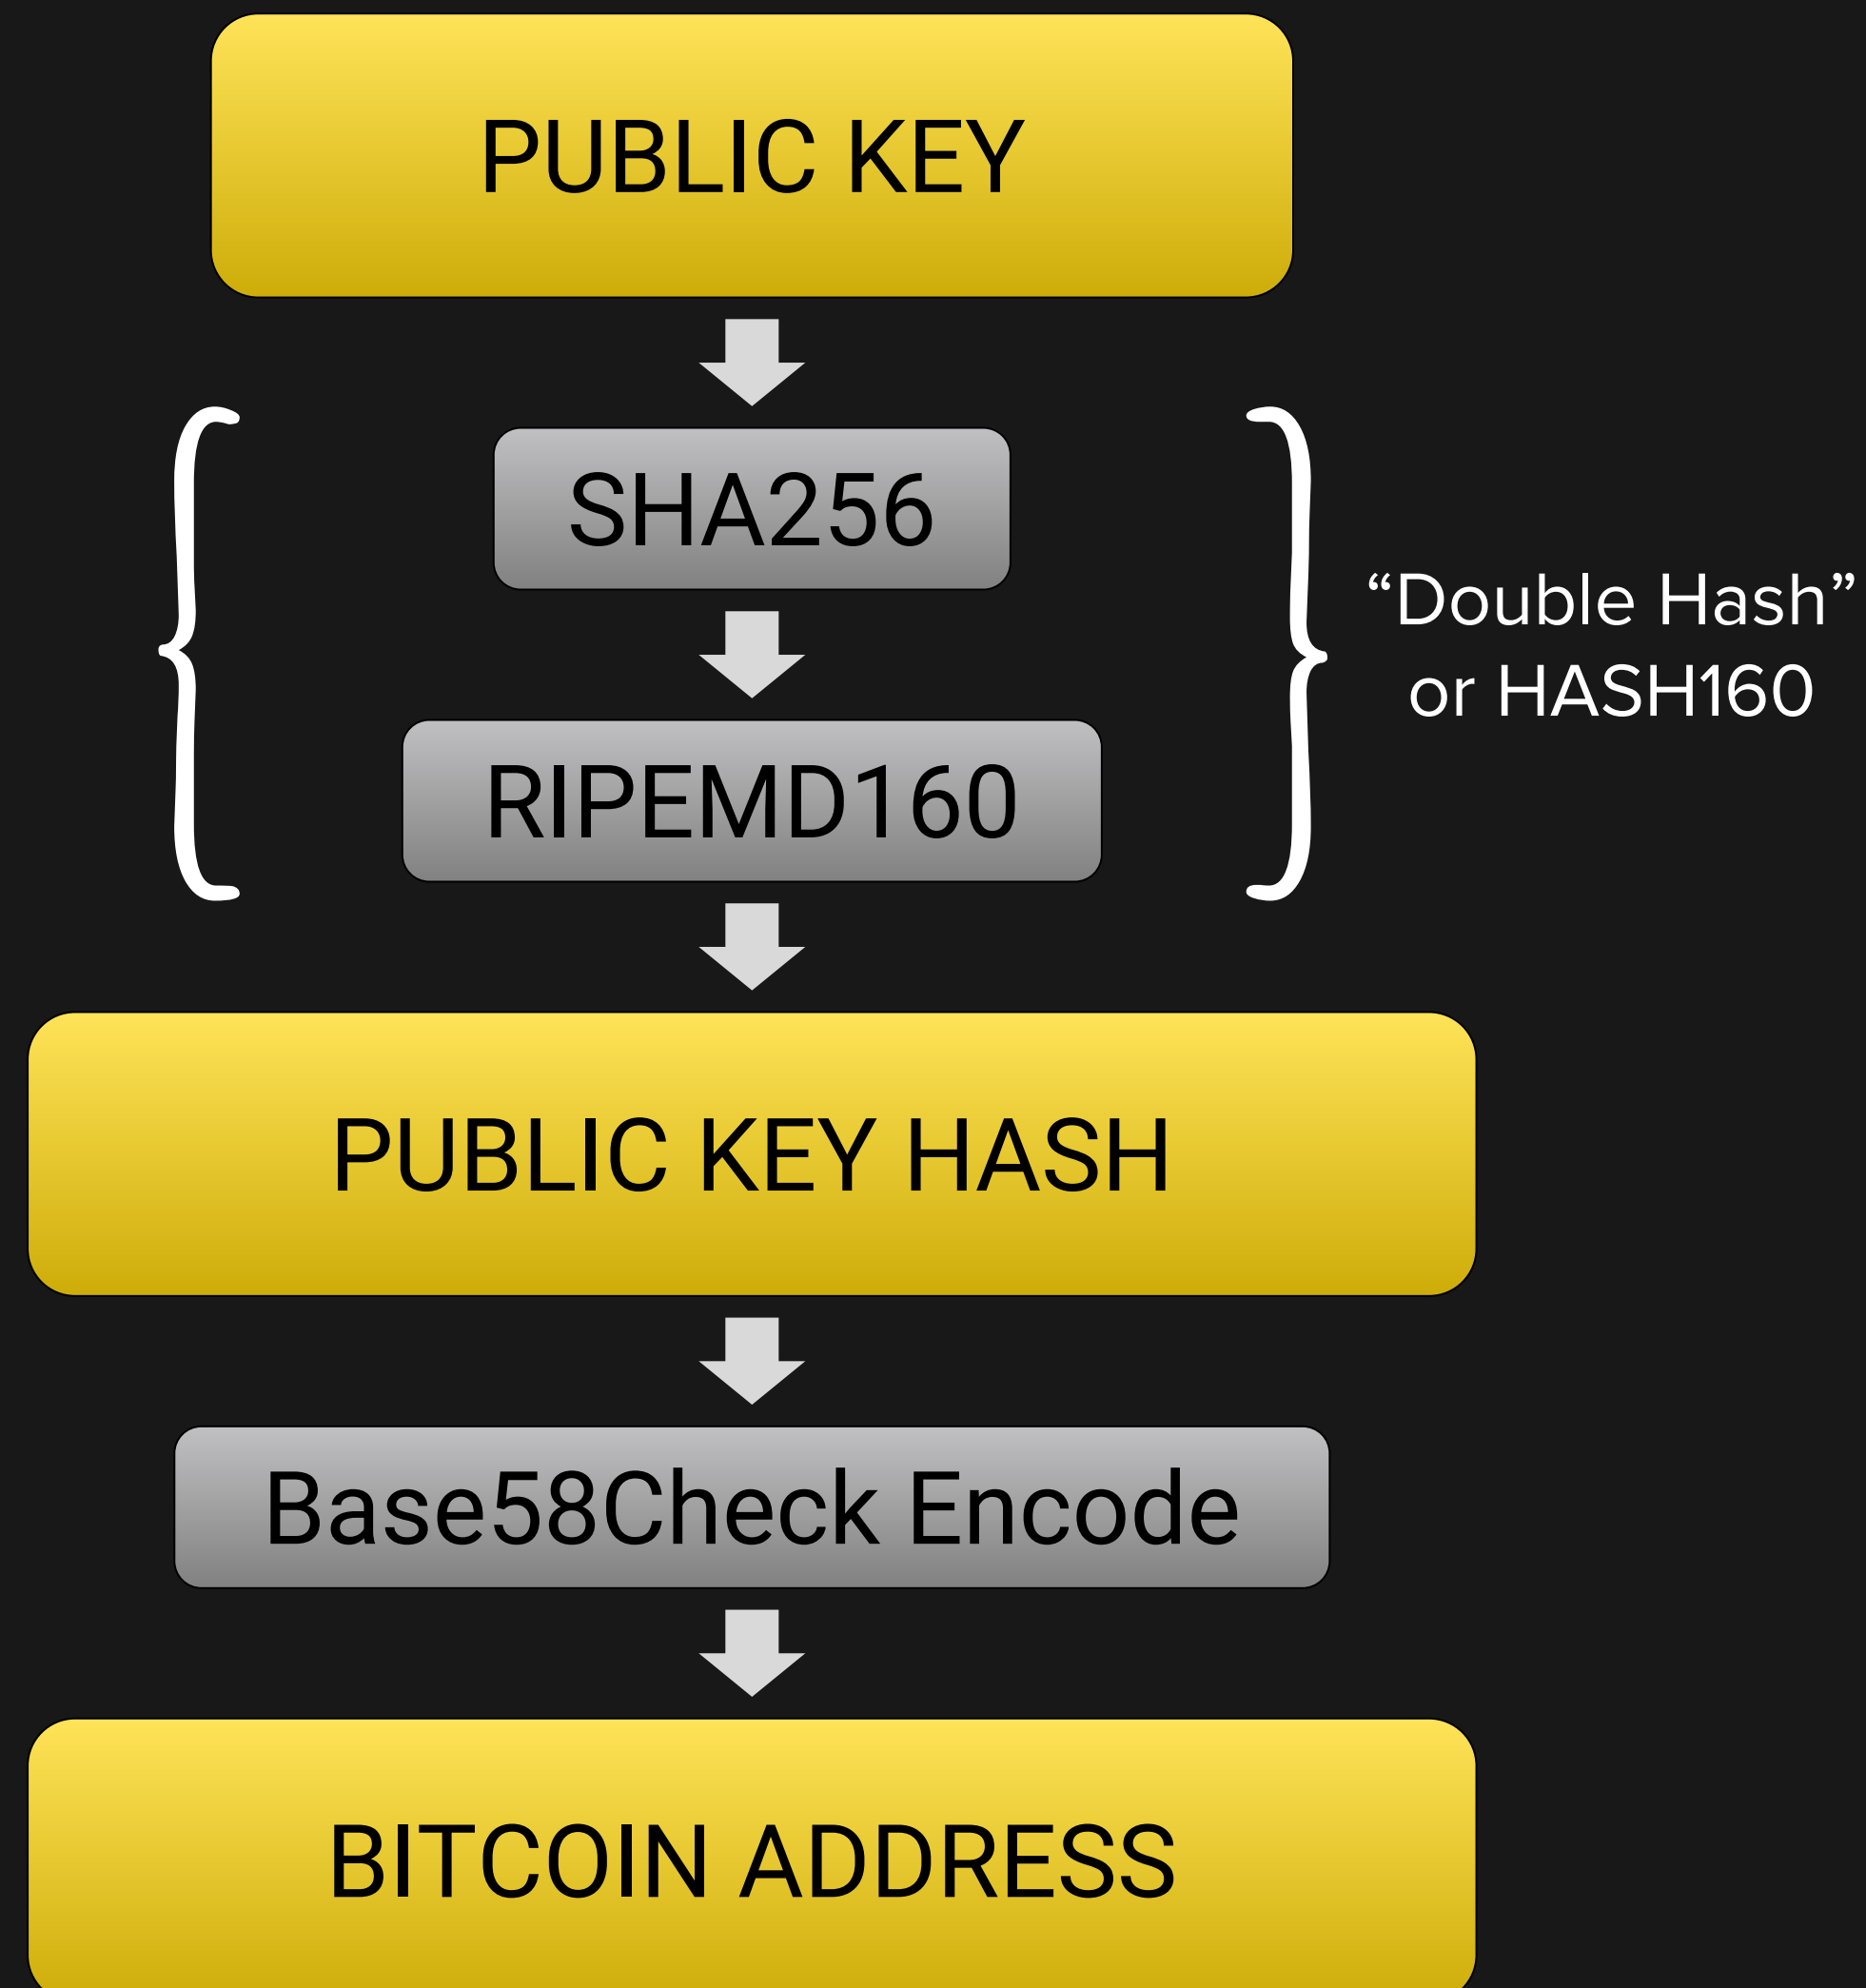 PUBLIC KEY
SHA256
“Double Hash”
or HASH160
RIPEMD160
PUBLIC KEY HASH
Base58Check Encode
BITCOIN ADDRESS